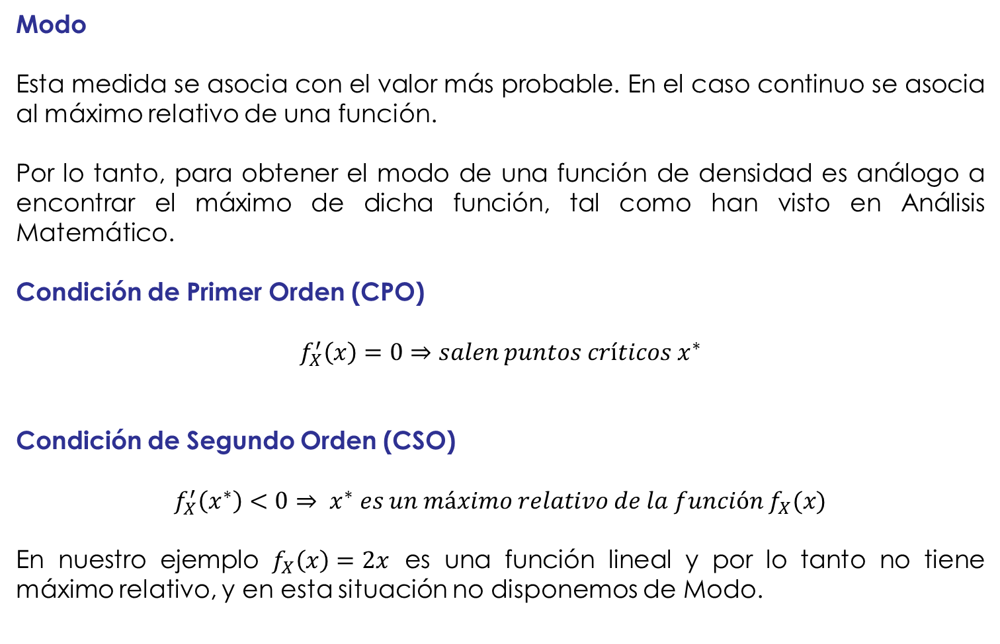 Modo
Esta medida se asocia con el valor más probable. En el caso continuo se asocia
al máximo relativo de una función.
Por lo tanto, para obtener el modo de una función de densidad es análogo a
encontrar el máximo de dicha función, tal como han visto en Análisis
Matemático.
Condición de Primer Orden (CPO)
f′_X(x) = 0 ⇒ salen puntos críticos x*
Condición de Segundo Orden (CSO)
f′_X(x*) < 0 ⇒ x* es un máximo relativo de la función f_X(x)
En nuestro ejemplo f_X(x) = 2x es una función lineal y por lo tanto no tiene
máximo relativo, y en esta situación no disponemos de Modo.